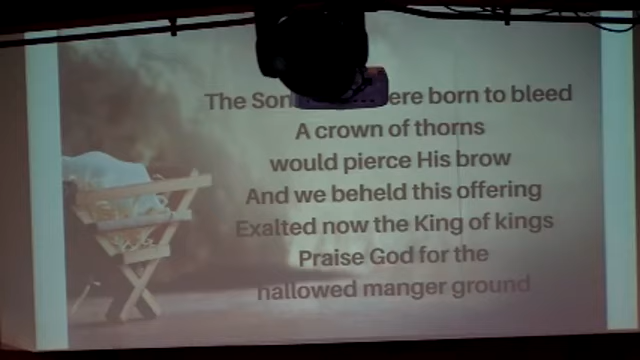 The Son ere born to bleed
A crown of thorns
would pierce His brow
And we beheld this offering
Exalted now the King of kings
Praise God for the
hallowed manger ground